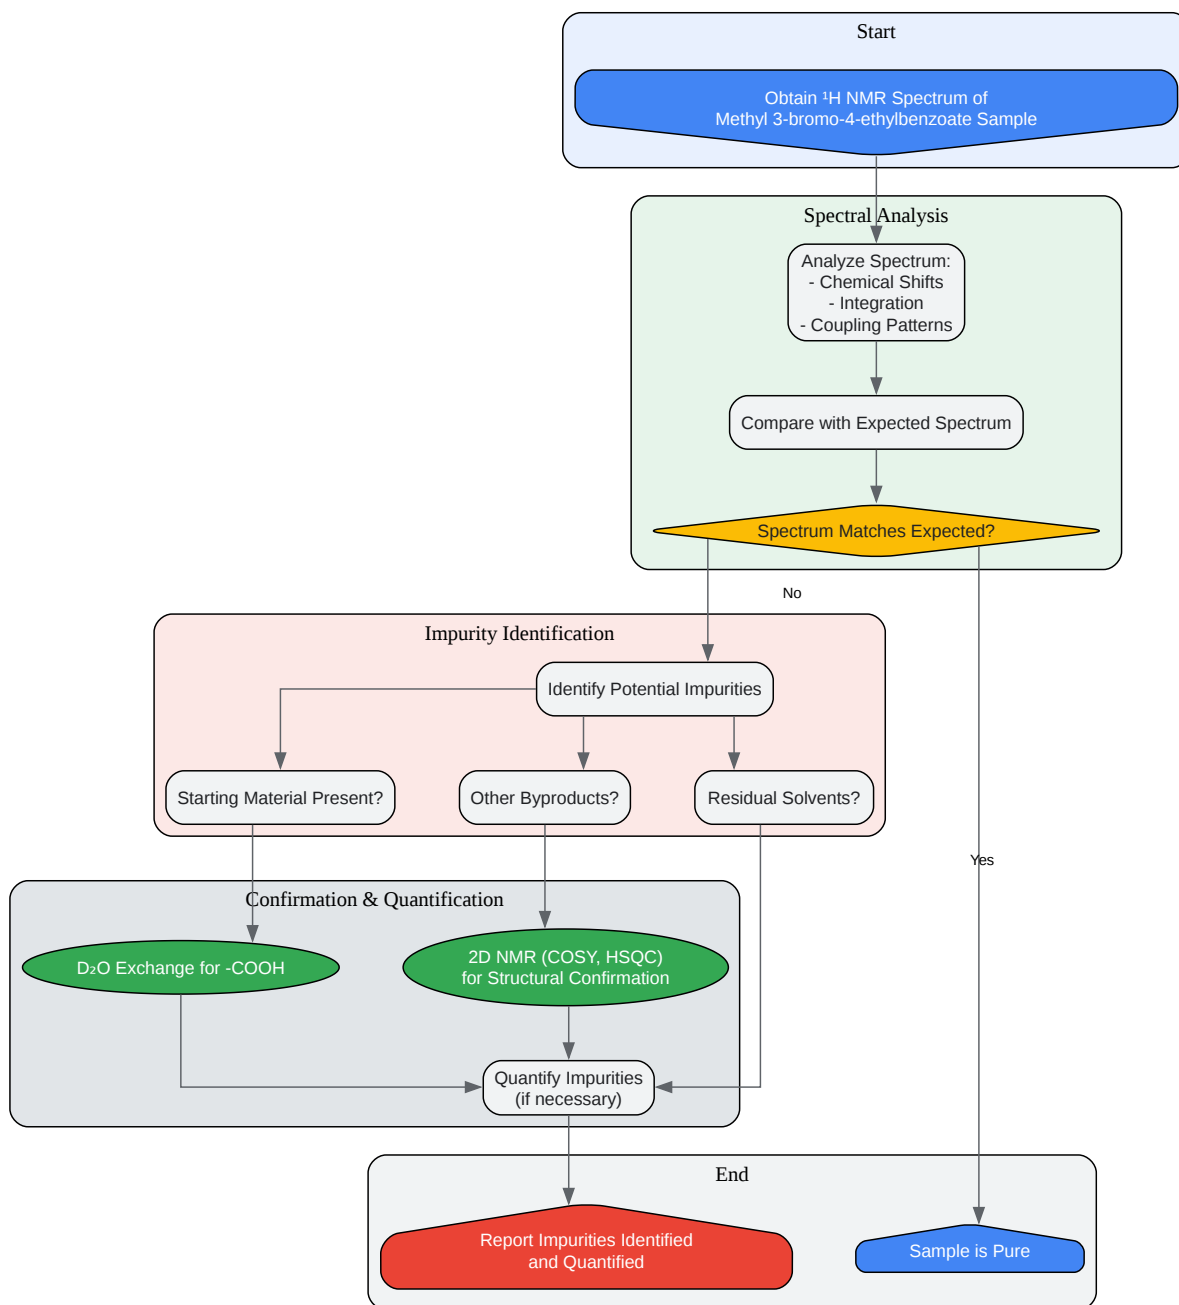 Start
Obtain ¹H NMR Spectrum of
Methyl 3-bromo-4-ethylbenzoate Sample
Spectral Analysis
Analyze Spectrum:
- Chemical Shifts
- Integration
- Coupling Patterns
Compare with Expected Spectrum
Spectrum Matches Expected?
No
Impurity Identification
Identify Potential Impurities
Starting Material Present?
Other Byproducts?
Residual Solvents?
Yes
Confirmation & Quantification
D₂O Exchange for -COOH
2D NMR (COSY, HSQC)
for Structural Confirmation
Quantify Impurities
(if necessary)
End
Report Impurities Identified
and Quantified
Sample is Pure